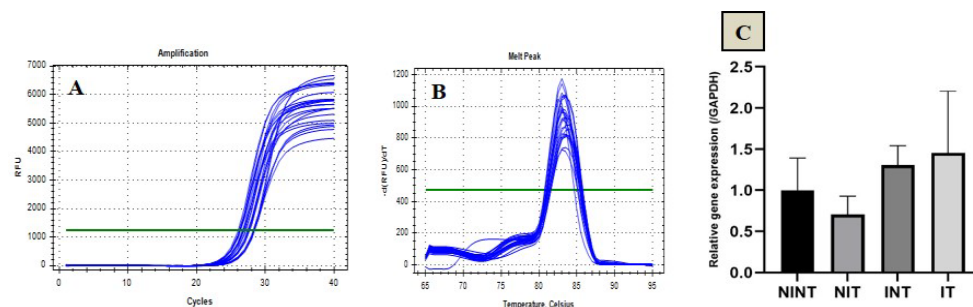 Amplification
A
7000
6000
5000
4000
3000
2000
1000
0
RFU
0 10 20 30 40
Cycles
Melt Peak
B
1200
1000
800
600
400
200
0
-d(RFU)/dT
65 70 75 80 85 90 95
Temperature, Celsius
C
2.5
2.0
1.5
1.0
0.5
0.0
Relative gene expression (/GAPDH)
NINT NIT INT IT